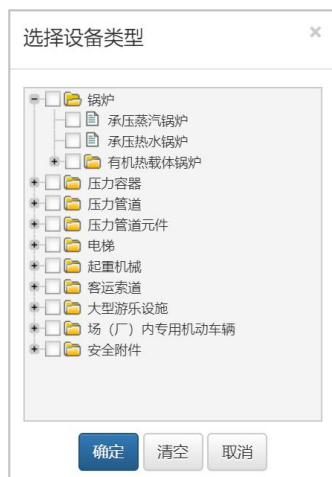 选择设备类型
×
锅炉
承压蒸汽锅炉
承压热水锅炉
有机热载体锅炉
压力容器
压力管道
压力管道元件
电梯
起重机械
客运索道
大型游乐设施
场（厂）内专用机动车辆
安全附件
确定 清空 取消